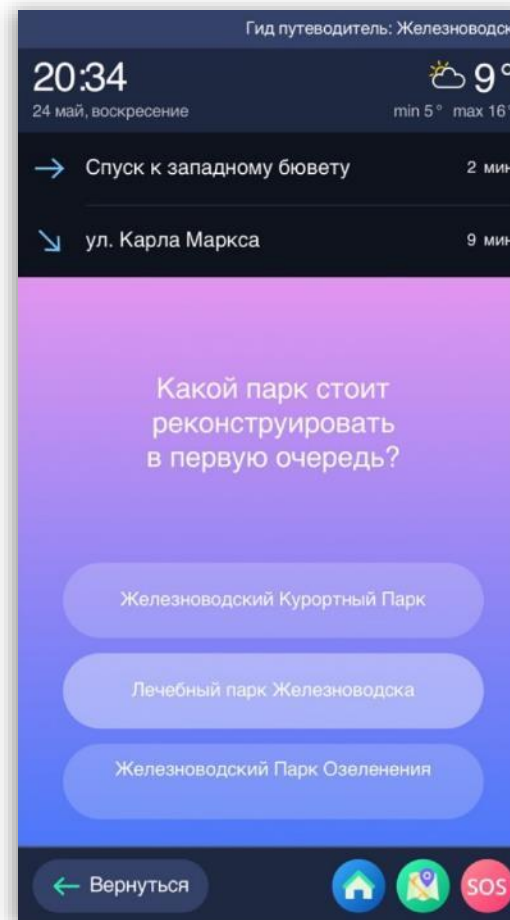 Гид путеводитель: Железноводск
20:34
9°
24 май, воскресение
min 5° max 16°
Спуск к западному бювету 2 мин
ул. Карла Маркса 9 мин
Какой парк стоит
реконструировать
в первую очередь?
Железноводский Курортный Парк
Лечебный парк Железноводска
Железноводский Парк Озеленения
Вернуться
SOS